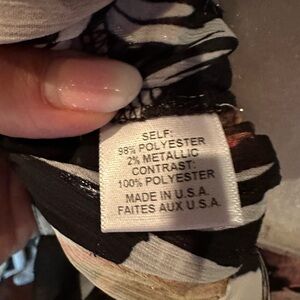 SELF:
98% POLYESTER
2% METALLIC
CONTRAST:
100% POLYESTER
MADE IN U.S.A.
FAITES AUX U.S.A.